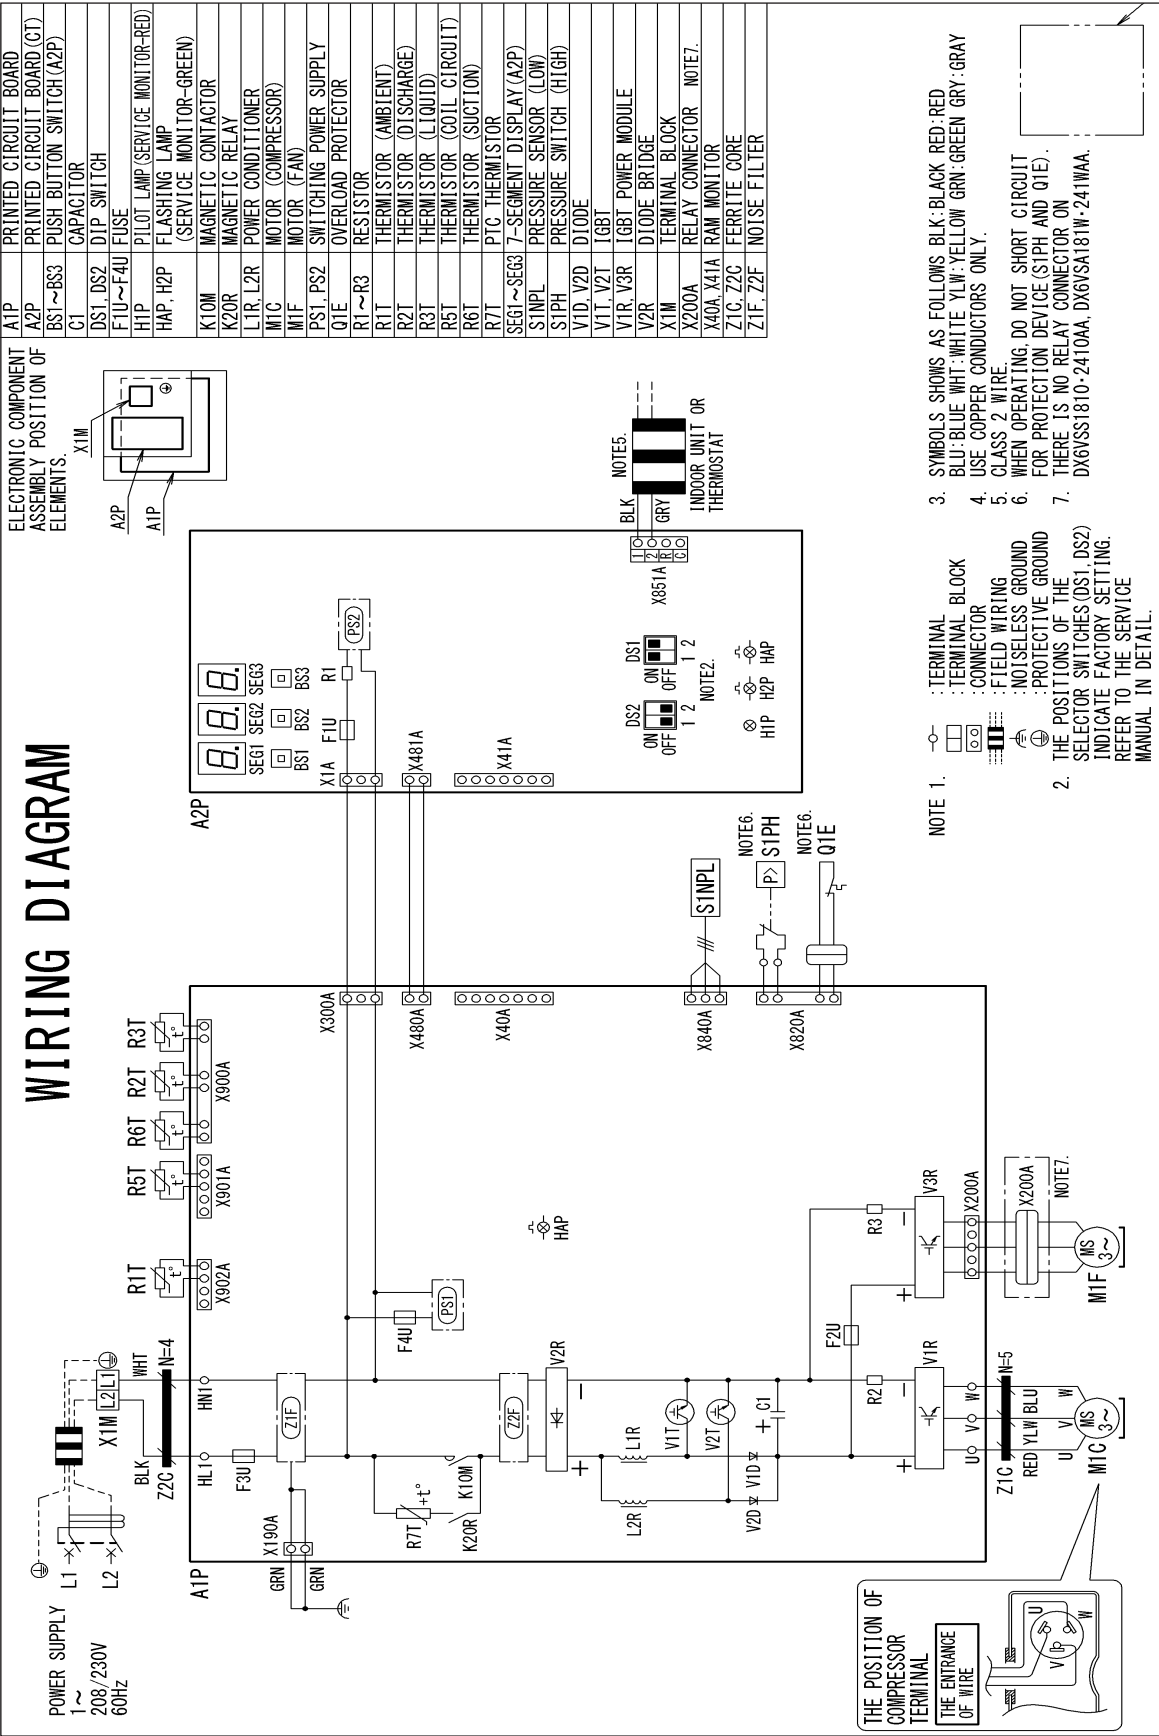 WIRING DIAGRAM
POWER SUPPLY
1~
208/230V
60Hz
L1
L2
X1M
L2 L1
BLK
WHT
Z2C
N=4
HL1
HN1
F3U
Z1F
X190A
GRN
GRN
A1P
R1T
t°
X902A
R5T
t°
X901A
R6T
t°
R2T
t°
R3T
t°
X900A
F4U
PS1
HAP
R7T
+t°
K10M
K20R
Z2F
V2R
+
−
L1R
L2R
V1T
V2T
V1D
V2D
+ C1
F2U
R2
R3
+
−
V1R
+
−
V3R
U V W
Z1C
N=5
RED YLW BLU
U V W
MS
3~
M1C
X200A
X200A
NOTE7.
MS
3~
M1F
X300A
X480A
X40A
X840A
X820A
S1NPL
NOTE6.
S1PH
P>
NOTE6.
Q1E
A2P
SEG1 SEG2 SEG3
BS1 BS2 BS3
X1A
F1U
R1
PS2
X481A
X41A
DS2
ON
OFF
1 2
DS1
ON
OFF
1 2
NOTE2.
H1P H2P HAP
X851A
1
2
R
C
BLK
GRY
NOTE5.
INDOOR UNIT OR
THERMOSTAT
THE POSITION OF
COMPRESSOR
TERMINAL
THE ENTRANCE
OF WIRE
U
V
W
ELECTRONIC COMPONENT
ASSEMBLY POSITION OF
ELEMENTS.
A2P
X1M
A1P
A1P PRINTED CIRCUIT BOARD
A2P PRINTED CIRCUIT BOARD(CT)
BS1~BS3 PUSH BUTTON SWITCH(A2P)
C1 CAPACITOR
DS1, DS2 DIP SWITCH
F1U~F4U FUSE
H1P PILOT LAMP(SERVICE MONITOR-RED)
HAP, H2P FLASHING LAMP
(SERVICE MONITOR-GREEN)
K10M MAGNETIC CONTACTOR
K20R MAGNETIC RELAY
L1R, L2R POWER CONDITIONER
M1C MOTOR (COMPRESSOR)
M1F MOTOR (FAN)
PS1, PS2 SWITCHING POWER SUPPLY
Q1E OVERLOAD PROTECTOR
R1~R3 RESISTOR
R1T THERMISTOR (AMBIENT)
R2T THERMISTOR (DISCHARGE)
R3T THERMISTOR (LIQUID)
R5T THERMISTOR (COIL CIRCUIT)
R6T THERMISTOR (SUCTION)
R7T PTC THERMISTOR
SEG1~SEG3 7-SEGMENT DISPLAY(A2P)
S1NPL PRESSURE SENSOR (LOW)
S1PH PRESSURE SWITCH (HIGH)
V1D, V2D DIODE
V1T, V2T IGBT
V1R, V3R IGBT POWER MODULE
V2R DIODE BRIDGE
X1M TERMINAL BLOCK
X200A RELAY CONNECTOR NOTE7.
X40A, X41A RAM MONITOR
Z1C, Z2C FERRITE CORE
Z1F, Z2F NOISE FILTER
NOTE 1.
:TERMINAL
:TERMINAL BLOCK
:CONNECTOR
:FIELD WIRING
:NOISELESS GROUND
:PROTECTIVE GROUND
2. THE POSITIONS OF THE
SELECTOR SWITCHES(DS1, DS2)
INDICATE FACTORY SETTING.
REFER TO THE SERVICE
MANUAL IN DETAIL.
3. SYMBOLS SHOWS AS FOLLOWS BLK:BLACK RED:RED
BLU:BLUE WHT:WHITE YLW:YELLOW GRN:GREEN GRY:GRAY
4. USE COPPER CONDUCTORS ONLY.
5. CLASS 2 WIRE.
6. WHEN OPERATING, DO NOT SHORT CIRCUIT
FOR PROTECTION DEVICE(S1PH AND Q1E).
7. THERE IS NO RELAY CONNECTOR ON
DX6VSS1810·2410AA, DX6VSA181W·241WAA.